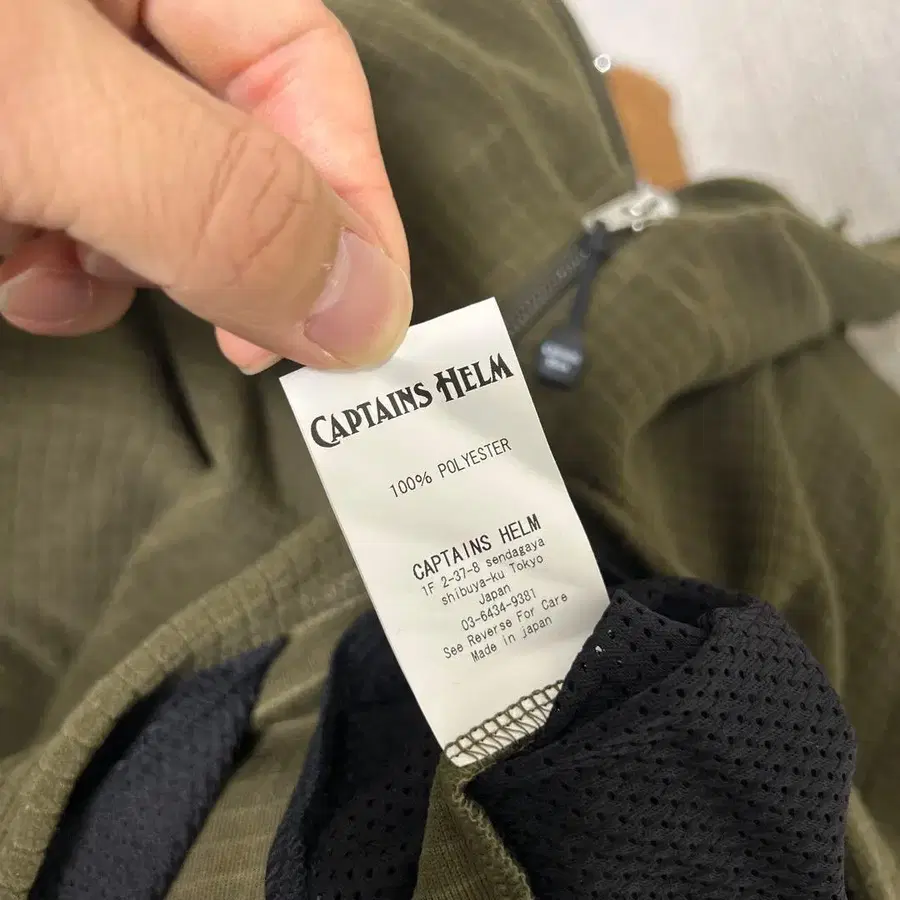 CAPTAINS HELM
100% POLYESTER
CAPTAINS HELM
1F 2-37-8 sendagaya
shibuya-ku Tokyo
Japan
03-6434-9381
See Reverse For Care
Made in japan